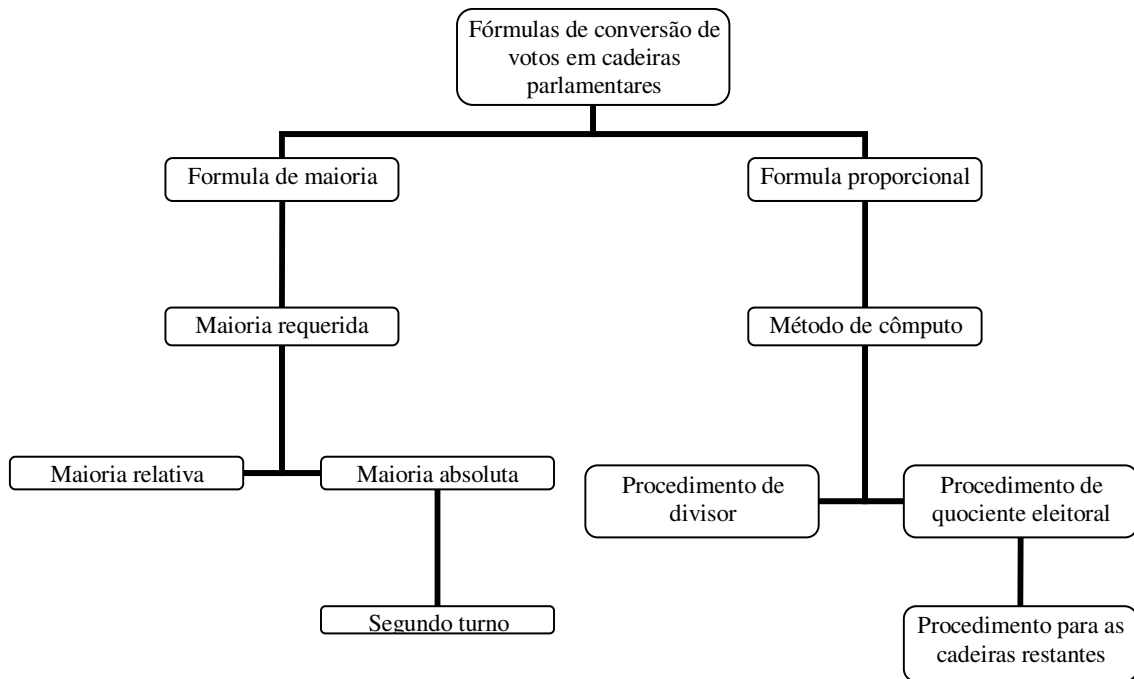 Fórmulas de conversão de
votos em cadeiras
parlamentares
Formula de maioria
Formula proporcional
Maioria requerida
Método de cômputo
Maioria relativa
Maioria absoluta
Procedimento de
divisor
Procedimento de
quociente eleitoral
Segundo turno
Procedimento para as
cadeiras restantes